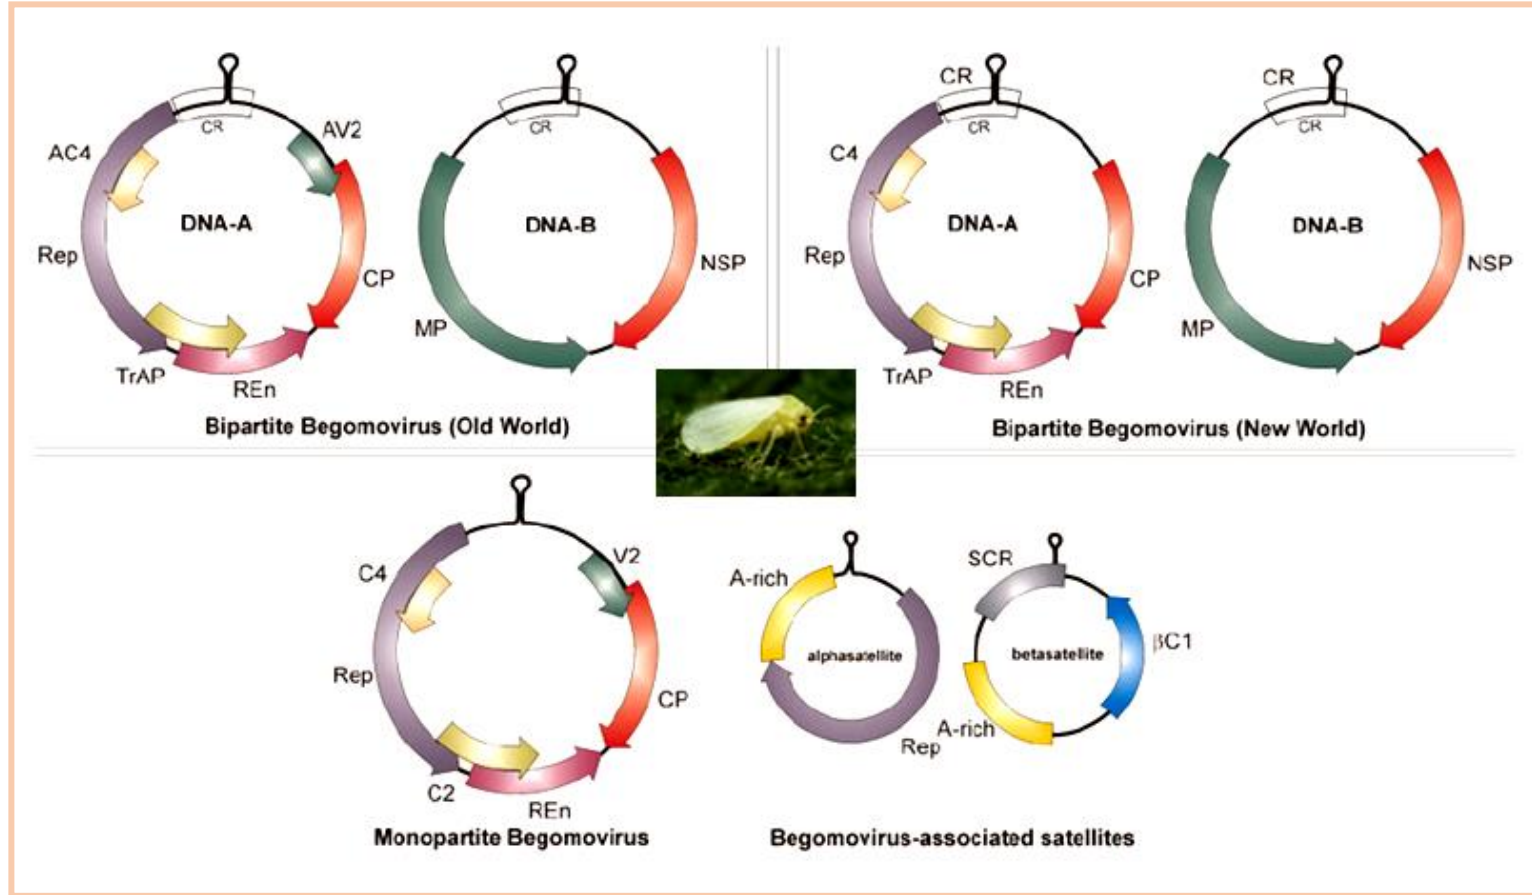 CR
AC4
AV2
DNA-A
Rep
CP
TrAP
REn
CR
DNA-B
NSP
MP
Bipartite Begomovirus (Old World)
CR
CR
C4
DNA-A
Rep
CP
TrAP
REn
CR
CR
DNA-B
NSP
MP
Bipartite Begomovirus (New World)
C4
V2
Rep
CP
C2
REn
Monopartite Begomovirus
A-rich
alphasatellite
Rep
SCR
betasatellite
βC1
A-rich
Begomovirus-associated satellites